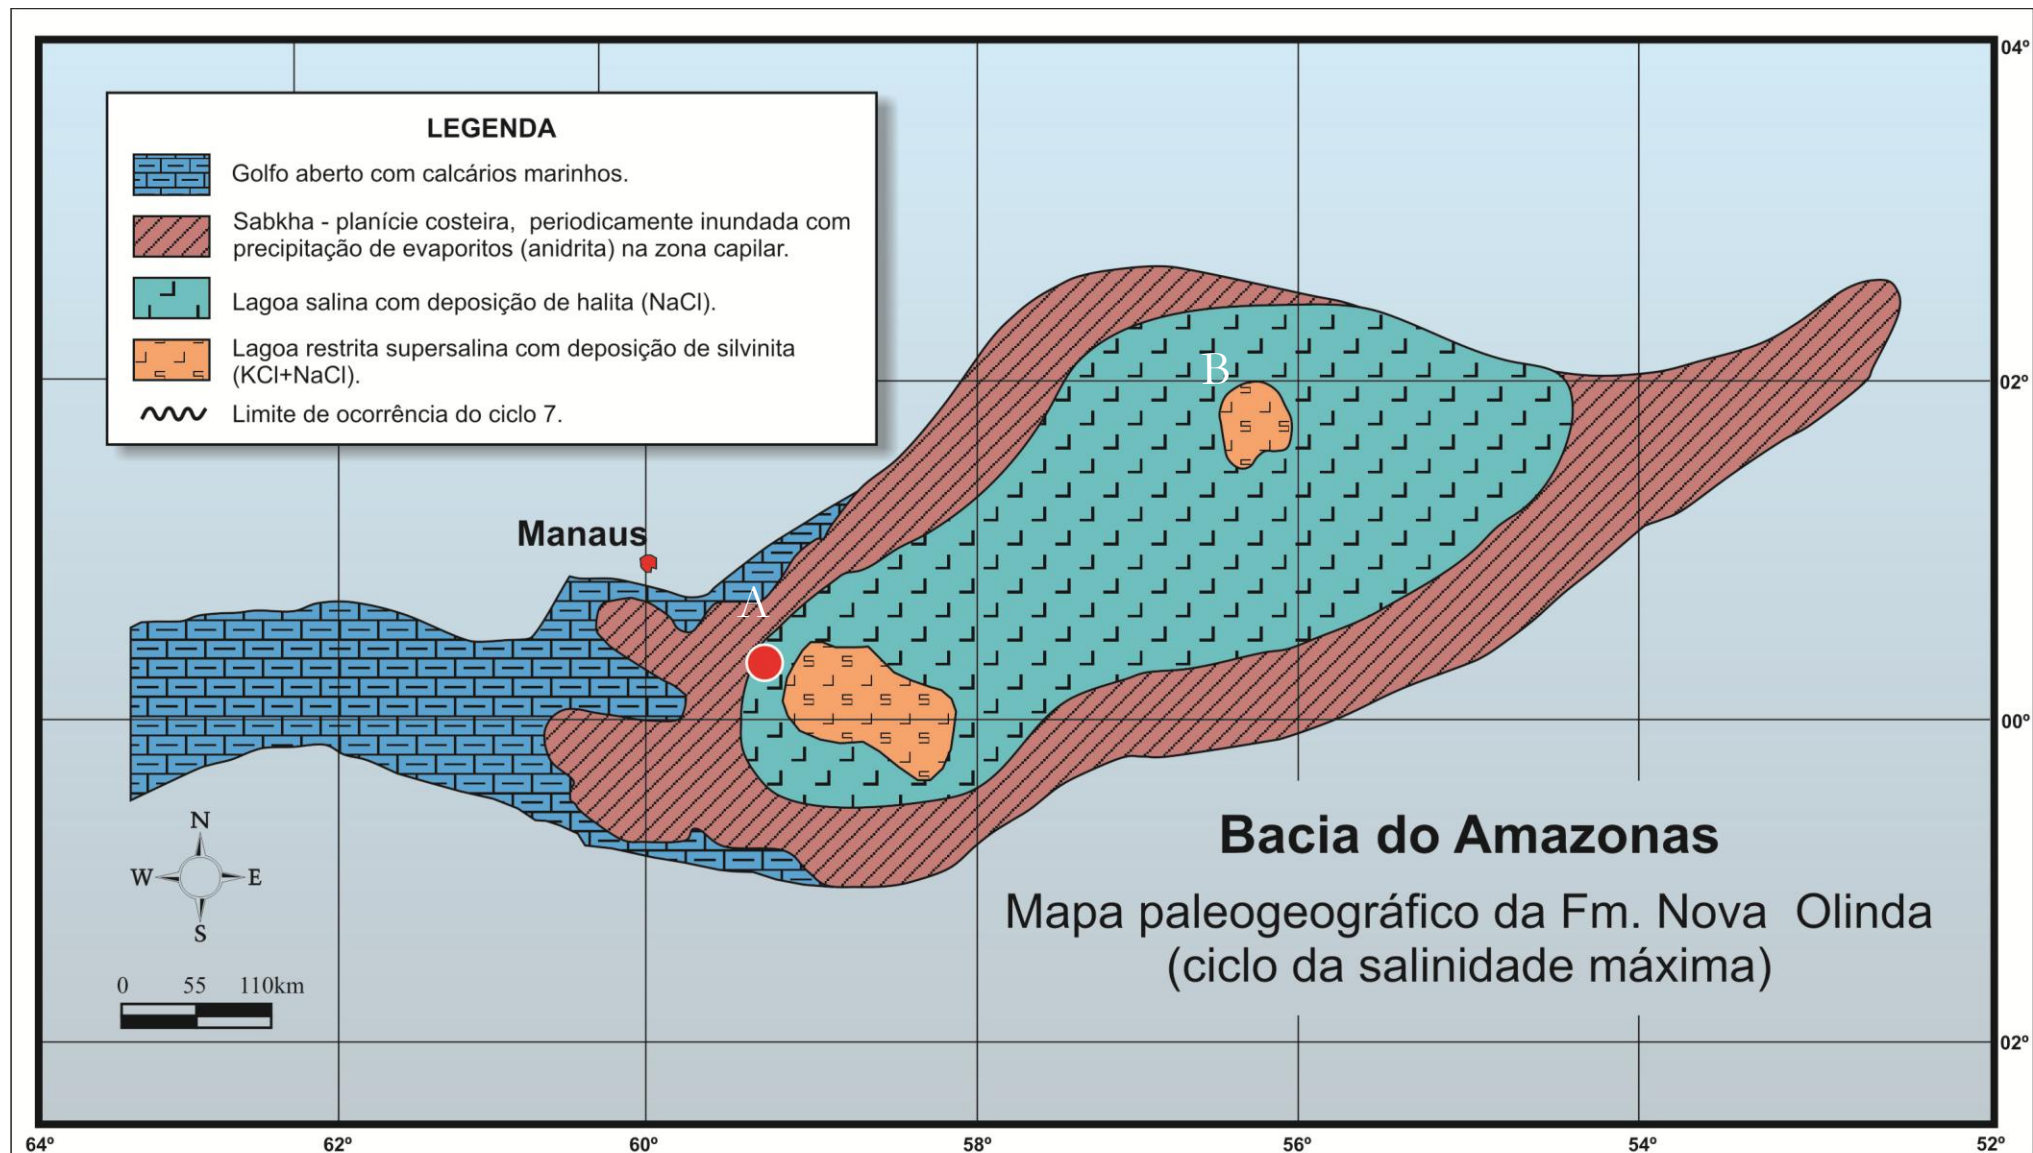 04º
LEGENDA
Golfo aberto com calcários marinhos.
Sabkha - planície costeira, periodicamente inundada com
precipitação de evaporitos (anidrita) na zona capilar.
Lagoa salina com deposição de halita (NaCl).
Lagoa restrita supersalina com deposição de silvinita
(KCl+NaCl).
Limite de ocorrência do ciclo 7.
B
02º
Manaus
A
00º
N
W E
S
Bacia do Amazonas
Mapa paleogeográfico da Fm. Nova Olinda
(ciclo da salinidade máxima)
0 55 110km
02º
64º 62º 60º 58º 56º 54º 52º